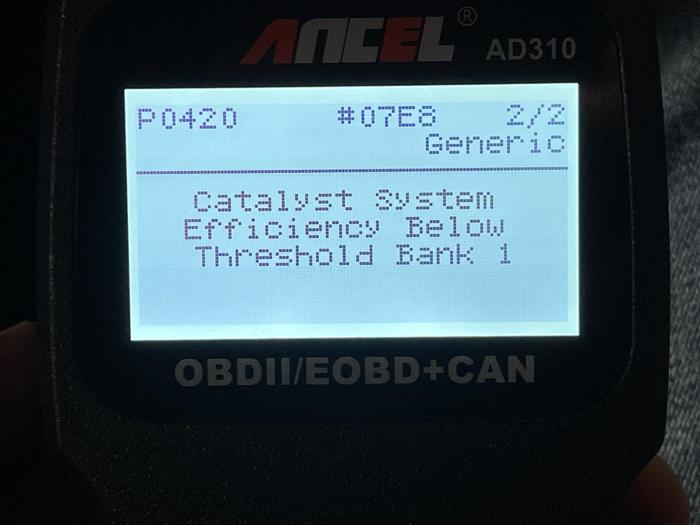 ANCEL® AD310
P0420 #07E8 2/2
Generic
Catalyst System
Efficiency Below
Threshold Bank 1
OBDII/EOBD+CAN